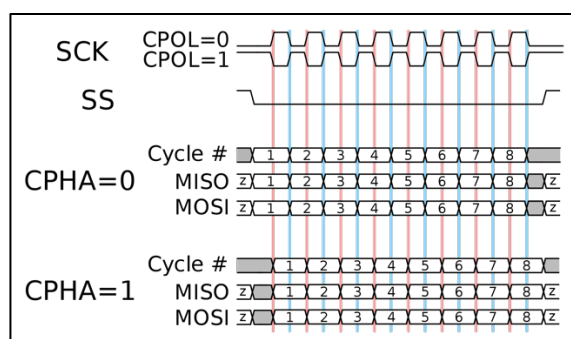 SCK CPOL=0
CPOL=1
SS
Cycle # 1 2 3 4 5 6 7 8
CPHA=0 MISO z 1 2 3 4 5 6 7 8 z
MOSI z 1 2 3 4 5 6 7 8 z
Cycle # 1 2 3 4 5 6 7 8
CPHA=1 MISO z 1 2 3 4 5 6 7 8 z
MOSI z 1 2 3 4 5 6 7 8 z